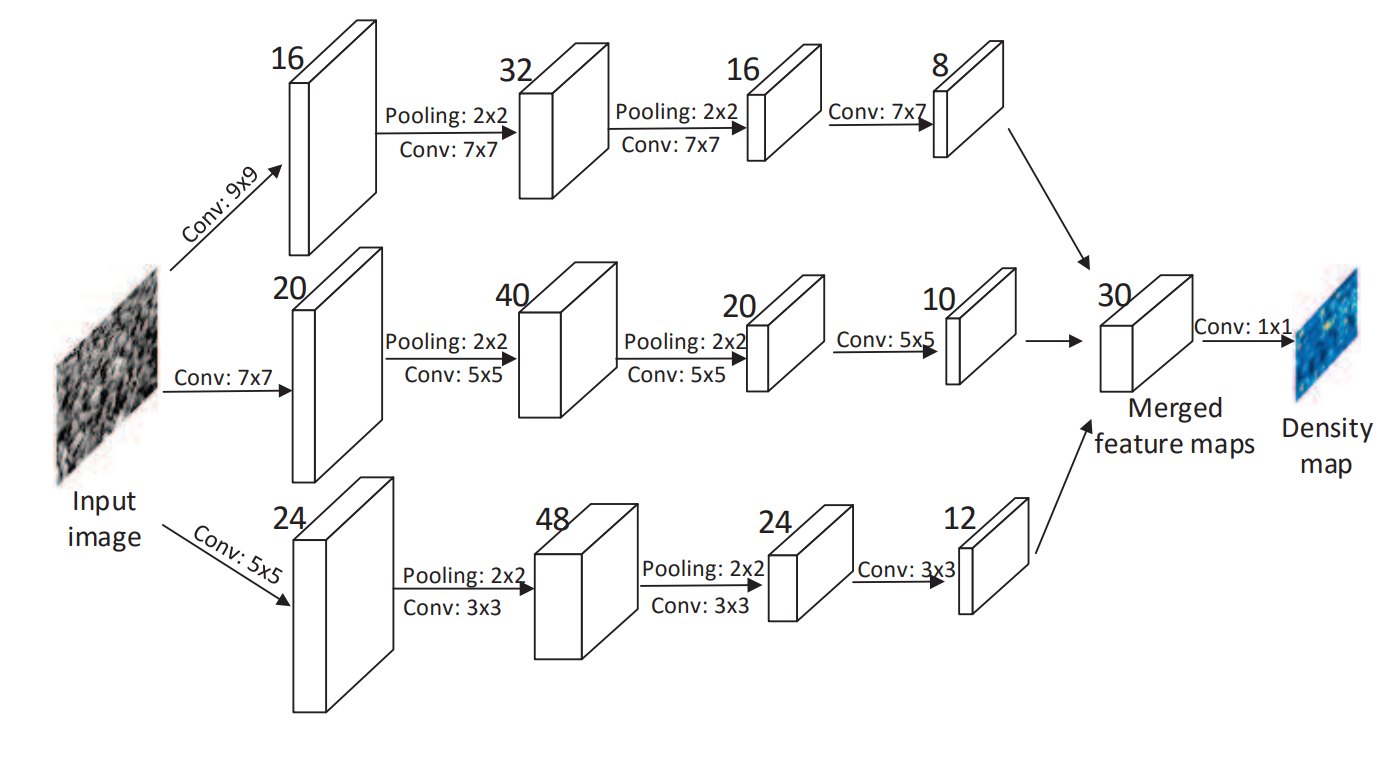 16
32
16
8
Pooling: 2x2
Conv: 7x7
Pooling: 2x2
Conv: 7x7
Conv: 7x7
Conv: 9x9
20
40
20
10
30
Conv: 7x7
Pooling: 2x2
Conv: 5x5
Pooling: 2x2
Conv: 5x5
Conv: 5x5
Conv: 1x1
Merged
feature maps
Density
map
Input
image
24
48
24
12
Conv: 5x5
Pooling: 2x2
Conv: 3x3
Pooling: 2x2
Conv: 3x3
Conv: 3x3